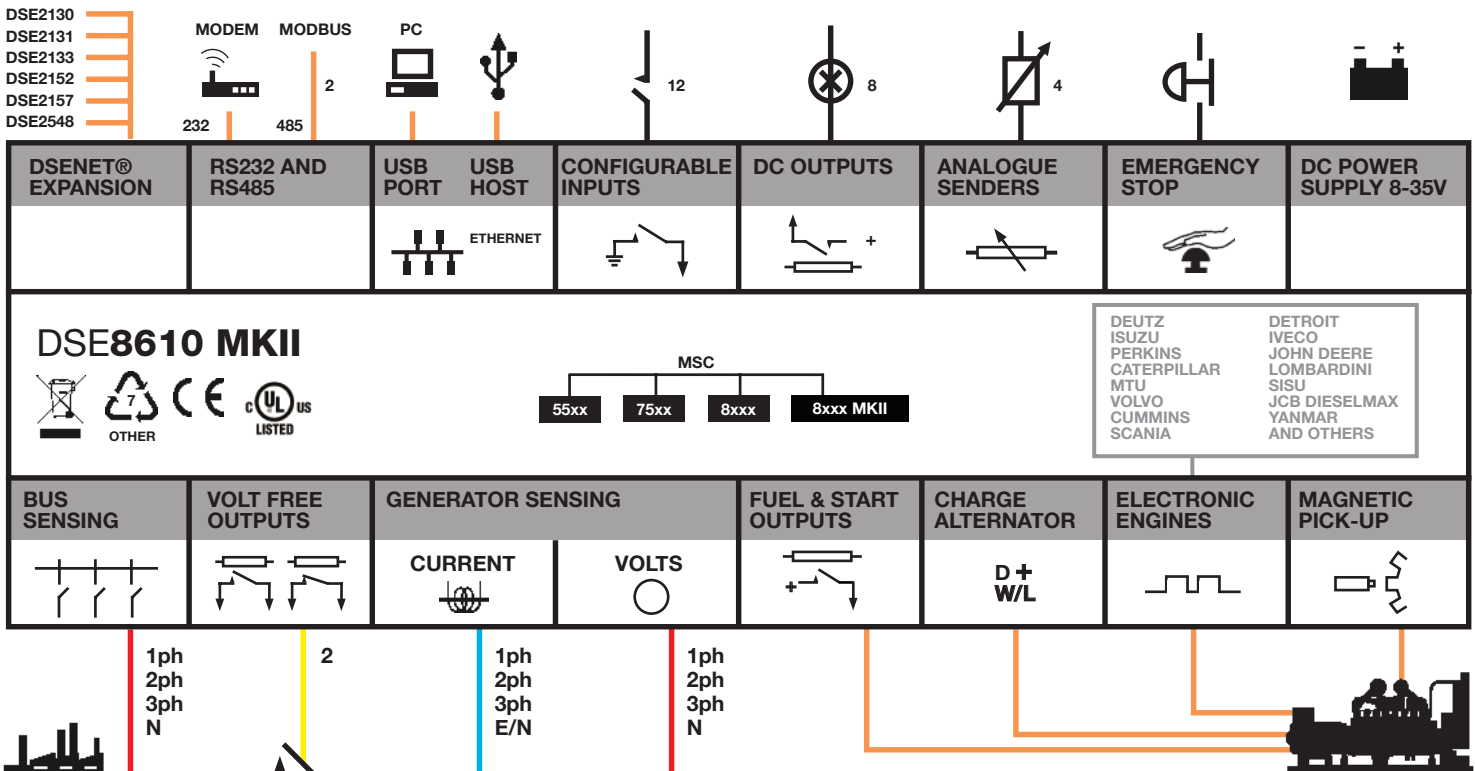 DSE2130
DSE2131
DSE2133
DSE2152
DSE2157
DSE2548
MODEM
232
MODBUS
2
485
PC
12
8
4
- +
DSENET®
EXPANSION
RS232 AND
RS485
USB
PORT
USB
HOST
ETHERNET
CONFIGURABLE
INPUTS
DC OUTPUTS
+
ANALOGUE
SENDERS
EMERGENCY
STOP
DC POWER
SUPPLY 8-35V
DSE8610 MKII
7
OTHER
CE
C UL US
LISTED
MSC
55xx
75xx
8xxx
8xxx MKII
DEUTZ
ISUZU
PERKINS
CATERPILLAR
MTU
VOLVO
CUMMINS
SCANIA
DETROIT
IVECO
JOHN DEERE
LOMBARDINI
SISU
JCB DIESELMAX
YANMAR
AND OTHERS
BUS
SENSING
VOLT FREE
OUTPUTS
GENERATOR SENSING
CURRENT
VOLTS
FUEL & START
OUTPUTS
+
CHARGE
ALTERNATOR
D+
W/L
ELECTRONIC
ENGINES
MAGNETIC
PICK-UP
1ph
2ph
3ph
N
2
1ph
2ph
3ph
E/N
1ph
2ph
3ph
N